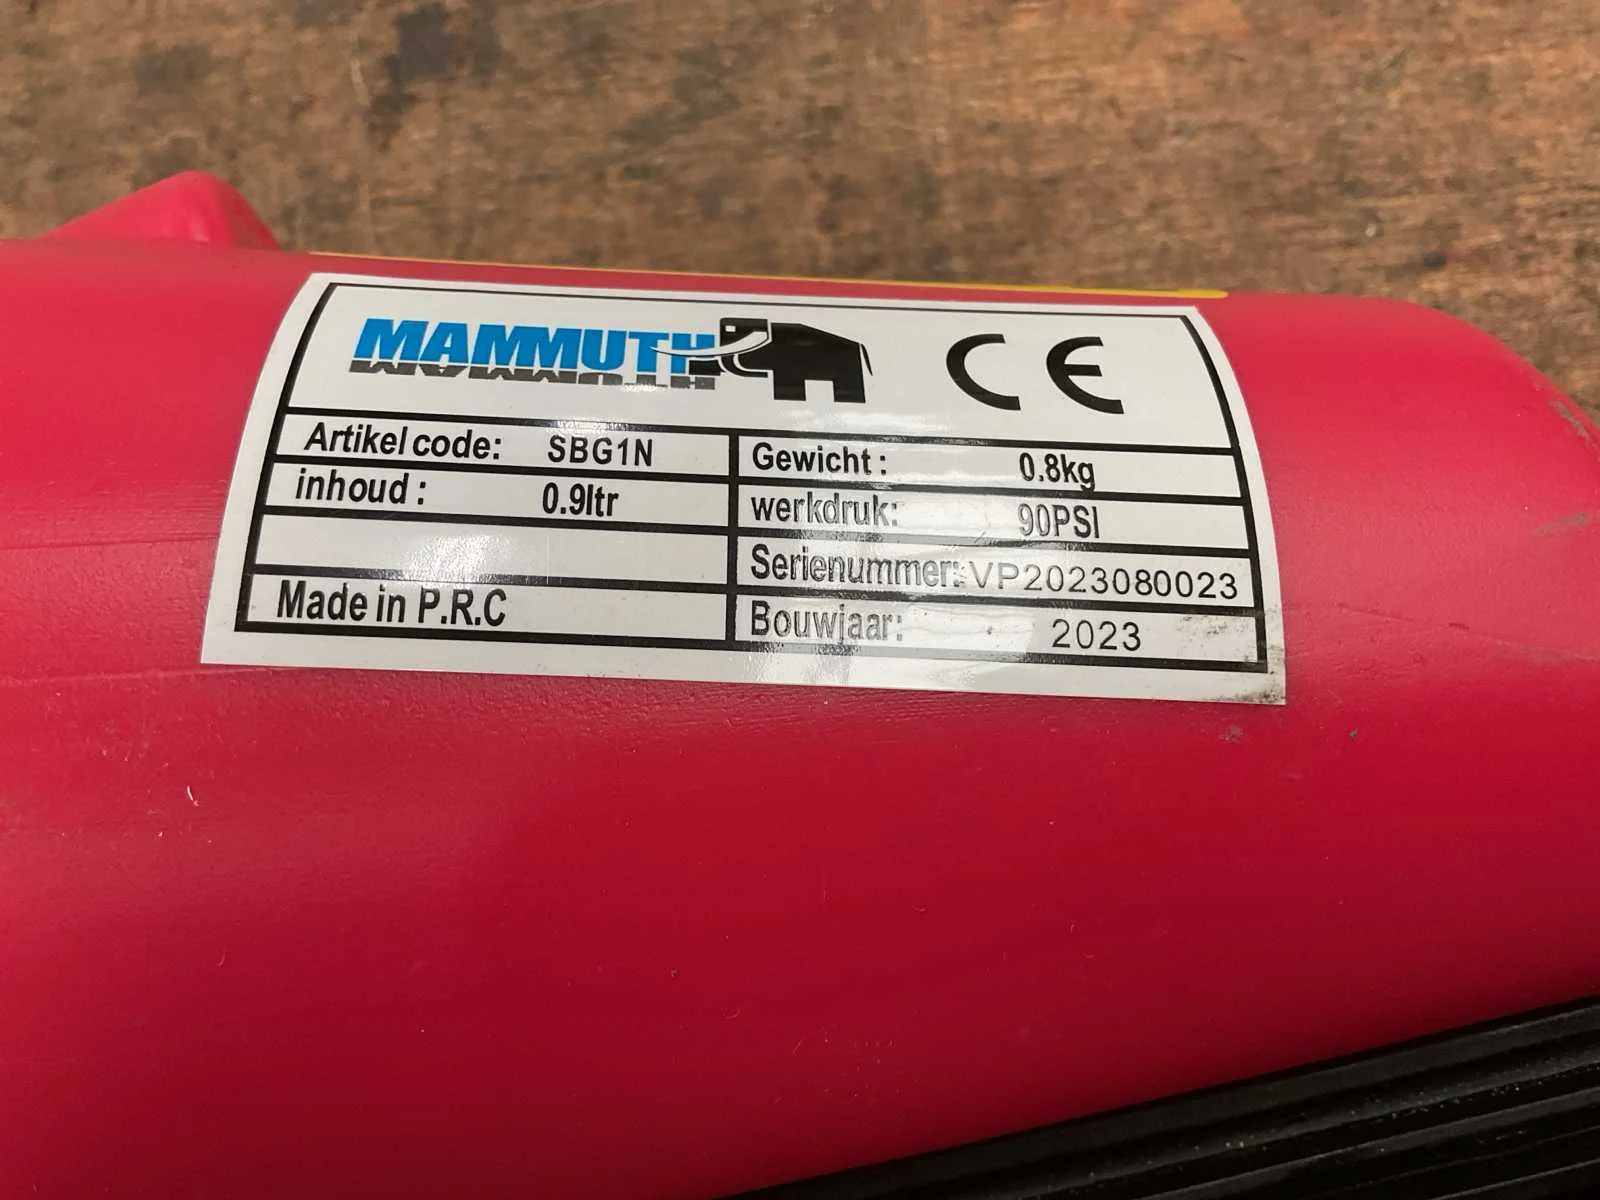 MAMMUTH CE
Artikel code: SBG1N
Gewicht: 0.8kg
inhoud: 0.9ltr
werkdruk: 90PSI
Serienummer: VP2023080023
Made in P.R.C
Bouwjaar: 2023